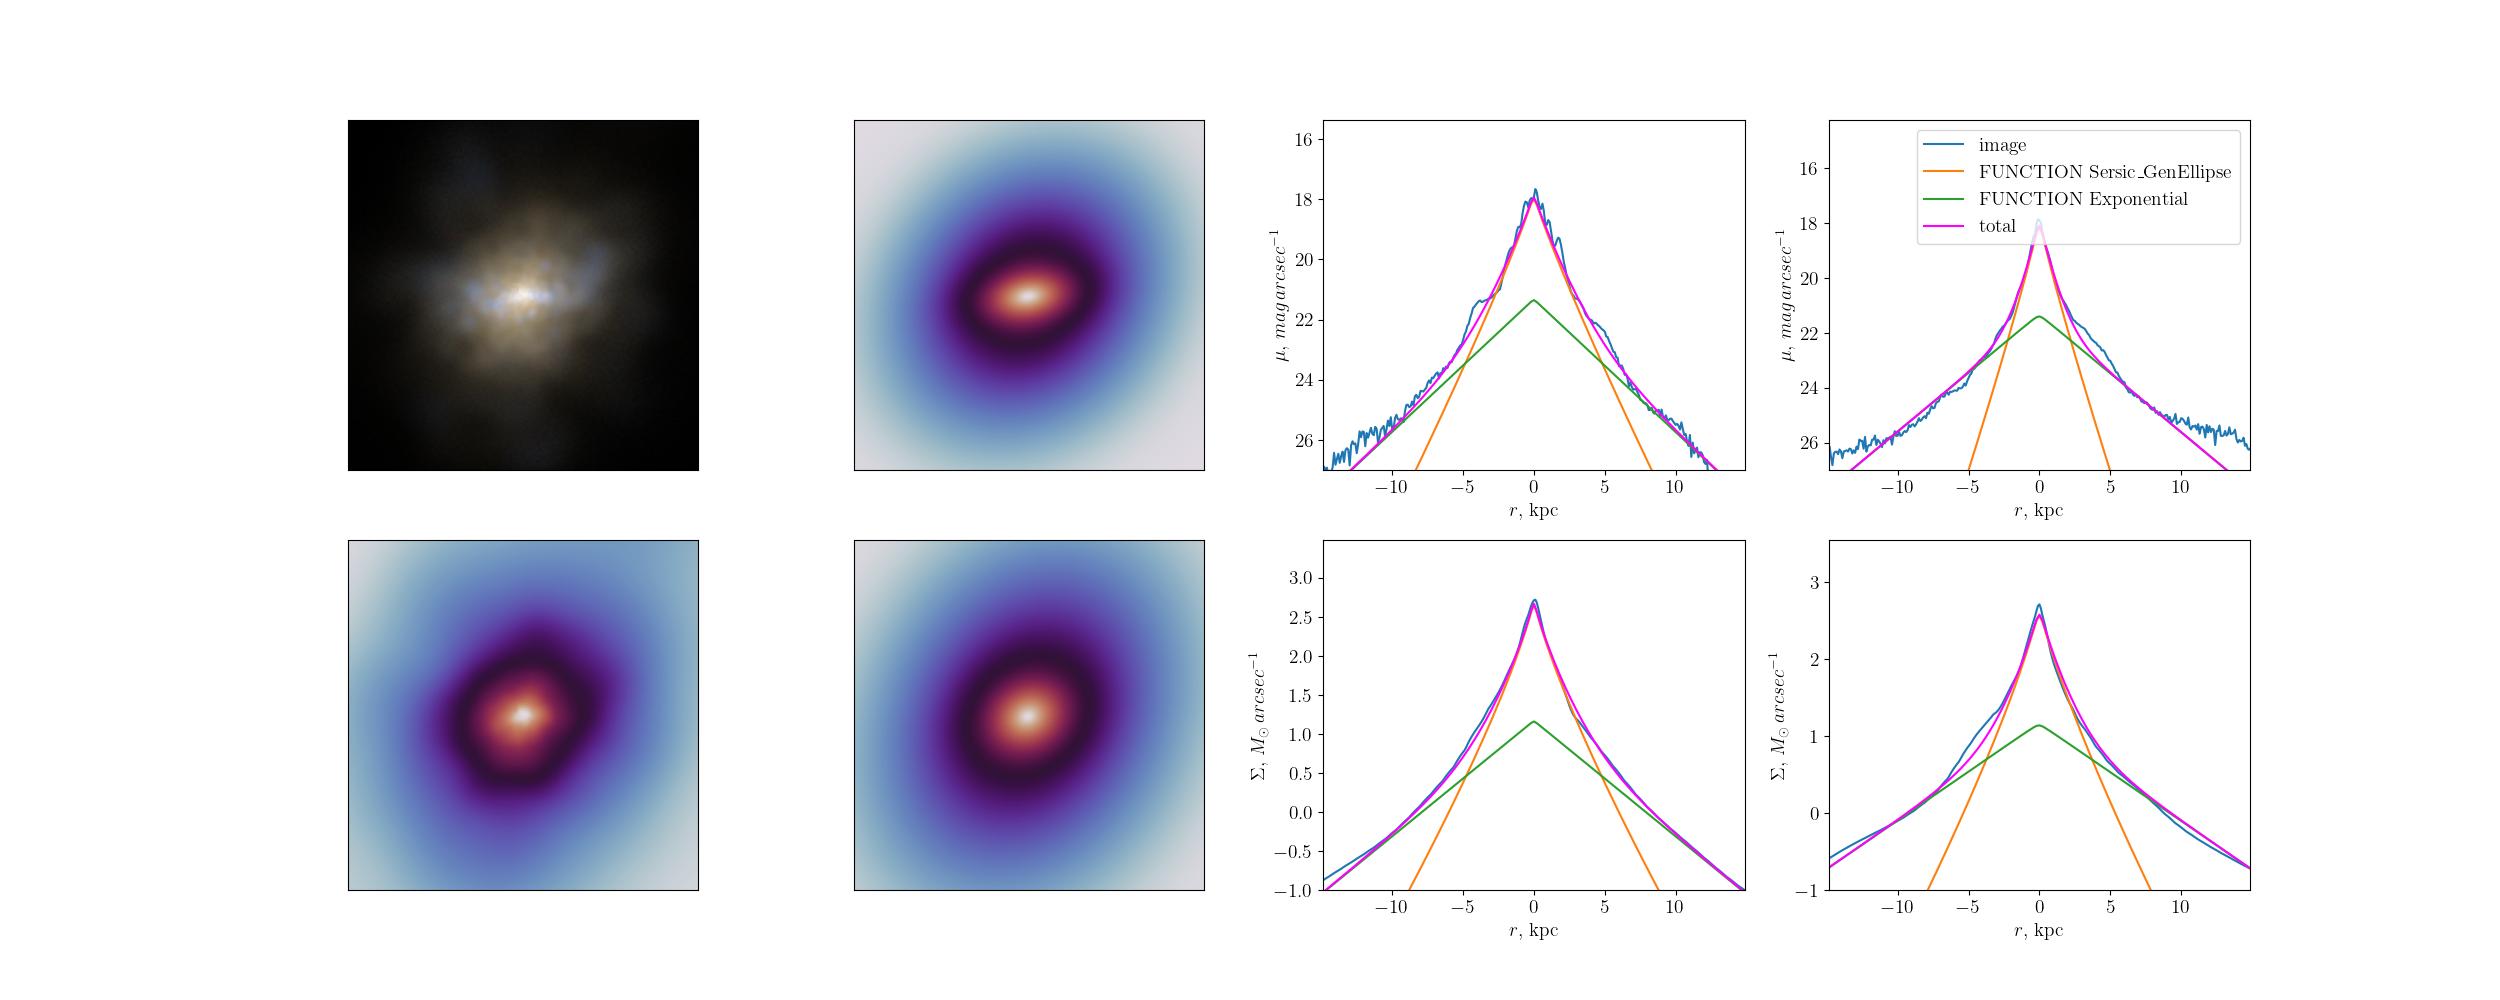 16
18
20
22
24
26
μ, mag arcsec⁻¹
−10 −5 0 5 10
r, kpc
16
18
20
22
24
26
μ, mag arcsec⁻¹
image
FUNCTION Sersic_GenEllipse
FUNCTION Exponential
total
−10 −5 0 5 10
r, kpc
3.0
2.5
2.0
1.5
1.0
0.5
0.0
−0.5
−1.0
Σ, M⊙ arcsec⁻¹
−10 −5 0 5 10
r, kpc
3
2
1
0
−1
Σ, M⊙ arcsec⁻¹
−10 −5 0 5 10
r, kpc